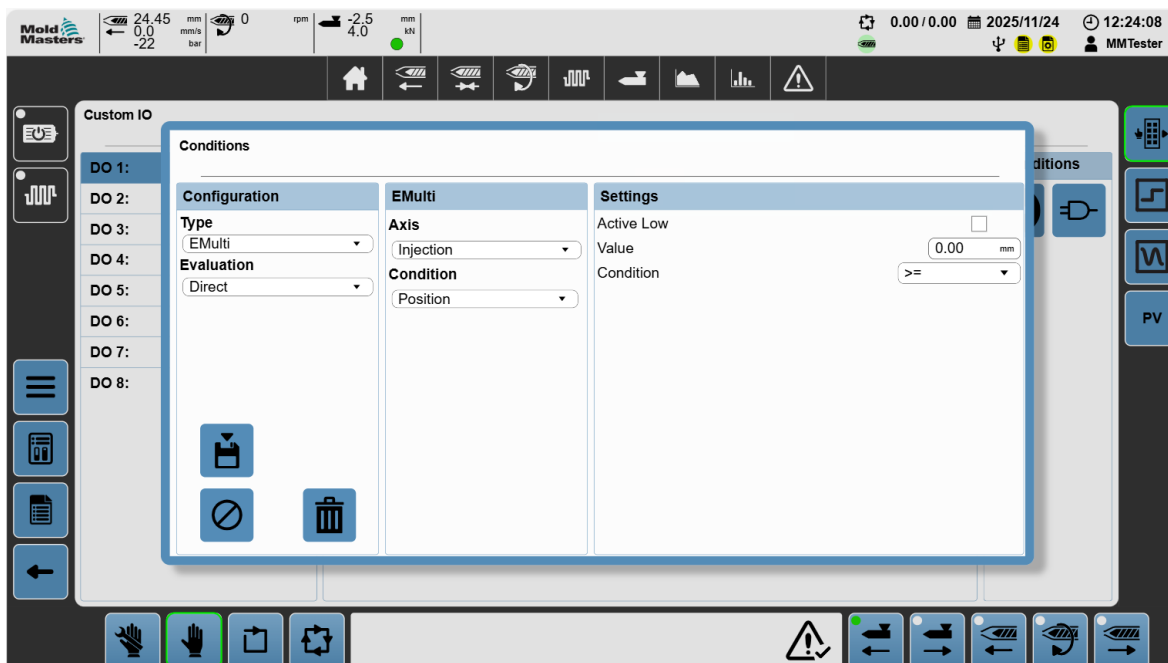 Mold Masters
24.45 mm
0.0 mm/s
-22 bar
0 rpm
-2.5 mm
4.0 kN
0.00 / 0.00
2025/11/24
12:24:08
MMTester
Custom IO
DO 1:
DO 2:
DO 3:
DO 4:
DO 5:
DO 6:
DO 7:
DO 8:
ditions
Conditions
Configuration
Type
EMulti
Evaluation
Direct
EMulti
Axis
Injection
Condition
Position
Settings
Active Low
Value 0.00 mm
Condition >=
PV